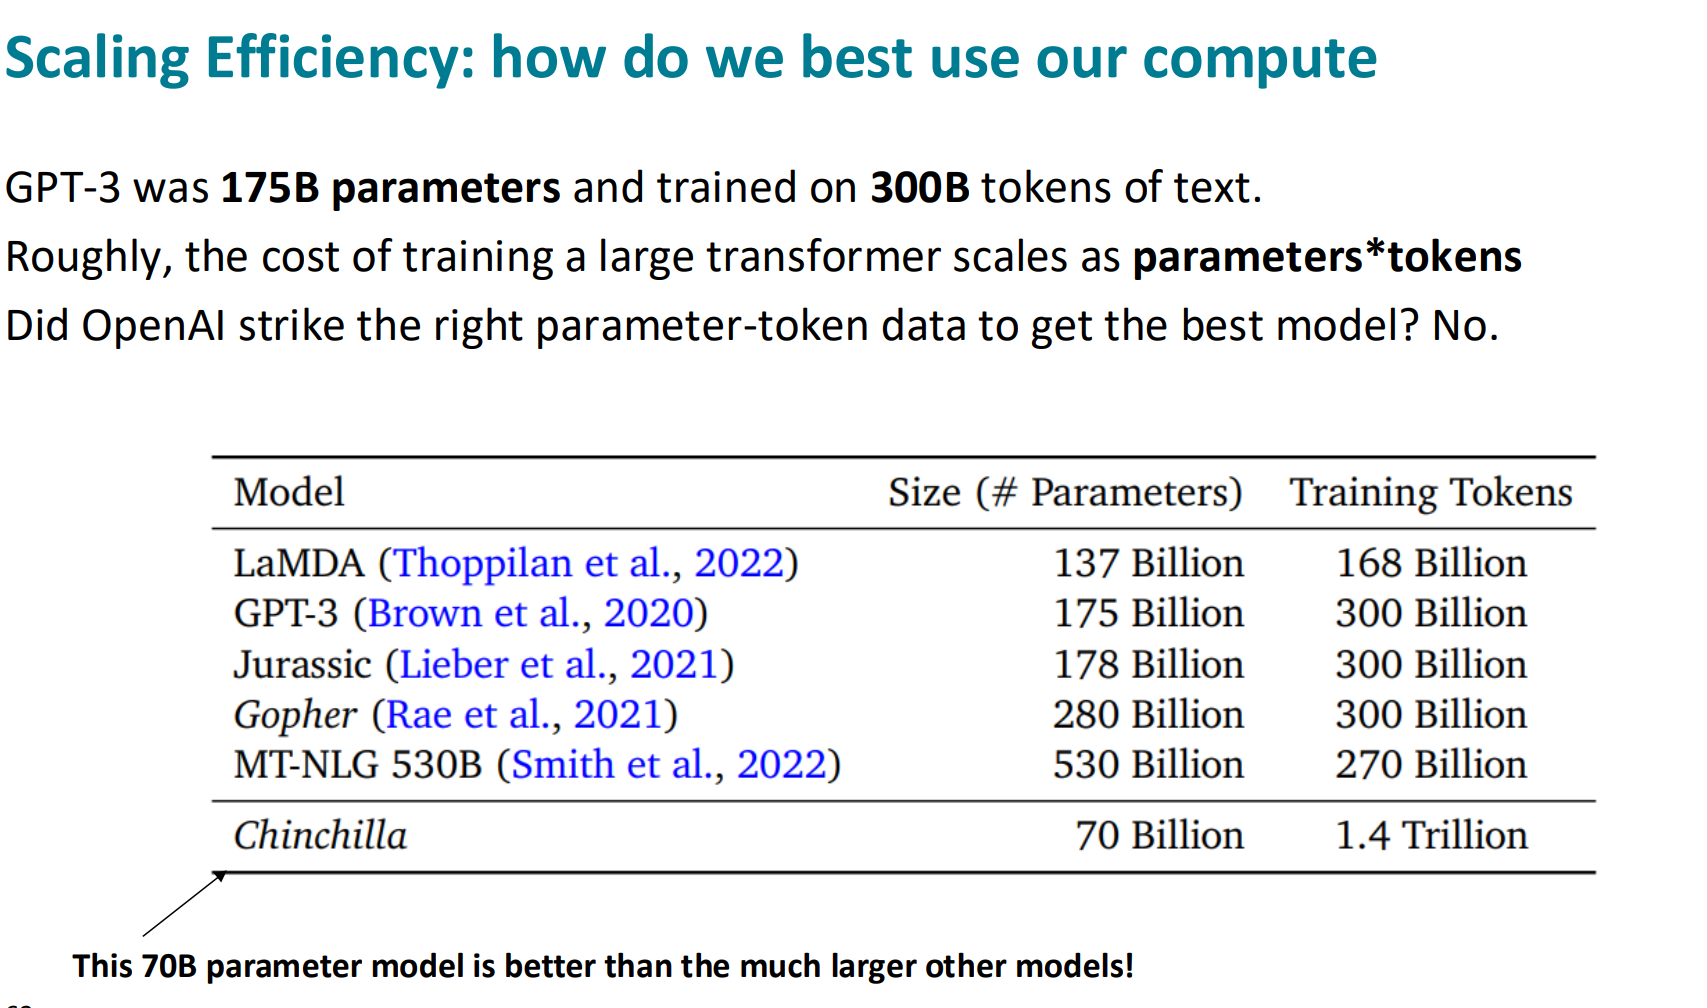 Scaling Efficiency: how do we best use our compute
GPT-3 was 175B parameters and trained on 300B tokens of text.
Roughly, the cost of training a large transformer scales as parameters*tokens
Did OpenAI strike the right parameter-token data to get the best model? No.
Model Size (# Parameters) Training Tokens
LaMDA (Thoppilan et al., 2022) 137 Billion 168 Billion
GPT-3 (Brown et al., 2020) 175 Billion 300 Billion
Jurassic (Lieber et al., 2021) 178 Billion 300 Billion
Gopher (Rae et al., 2021) 280 Billion 300 Billion
MT-NLG 530B (Smith et al., 2022) 530 Billion 270 Billion
Chinchilla 70 Billion 1.4 Trillion
This 70B parameter model is better than the much larger other models!